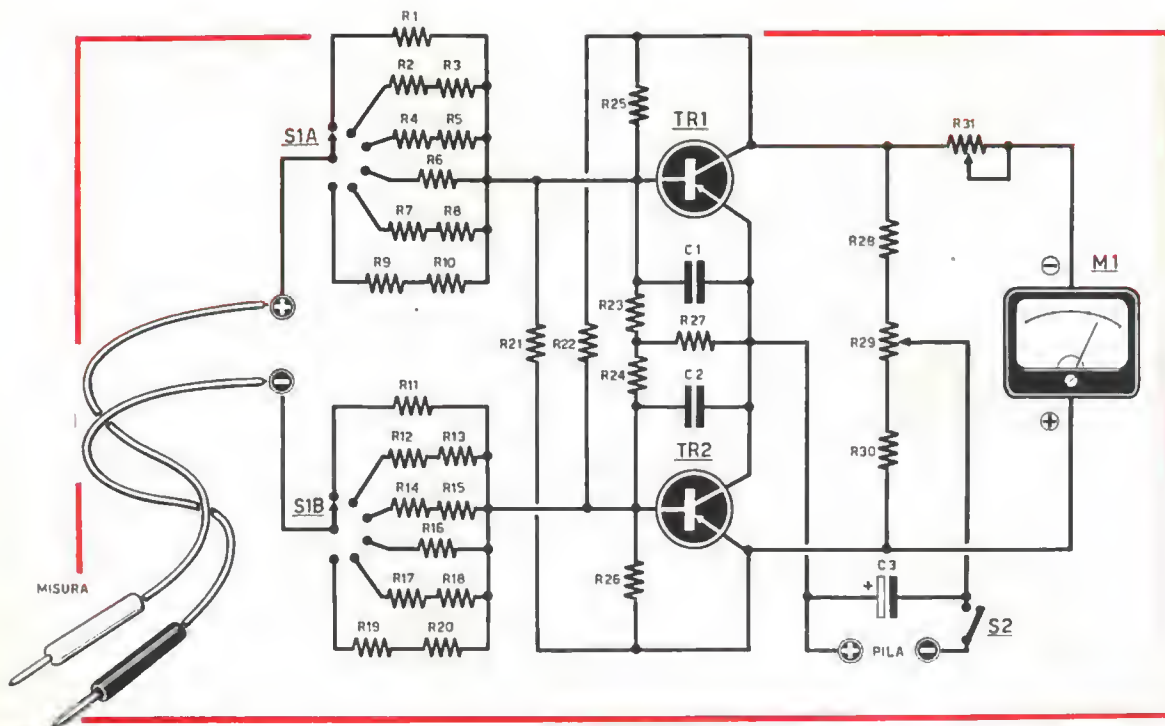 R1
R2 R3
R4 R5
R6
R7 R8
R9 R10
S1A
+
−
MISURA
R11
R12 R13
R14 R15
R16
R17 R18
R19 R20
S1B
R21
R22
R25
TR1
C1
R23
R27
R24
C2
TR2
R26
R31
R28
R29
R30
−
M1
+
C3
+
S2
+ PILA −